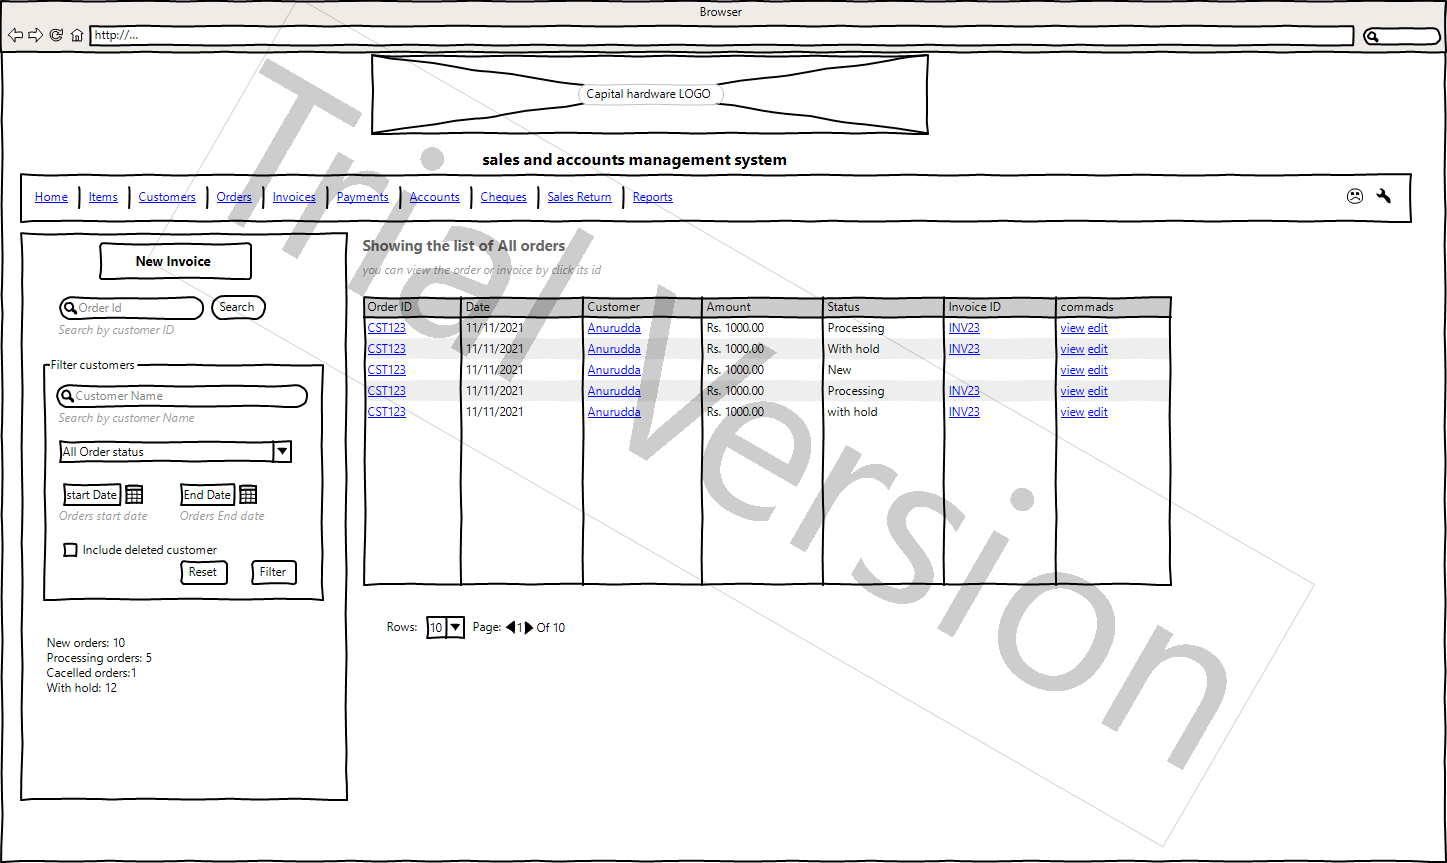 Browser
http://...
Capital hardware LOGO
sales and accounts management system
Home Items Customers Orders Invoices Payments Accounts Cheques Sales Return Reports
New Invoice
Order Id Search
Search by customer ID
Filter customers
Customer Name
Search by customer Name
All Order status
start Date End Date
Orders start date Orders End date
Include deleted customer
Reset Filter
New orders: 10
Processing orders: 5
Cacelled orders:1
With hold: 12
Showing the list of All orders
you can view the order or invoice by click its id
Order ID Date Customer Amount Status Invoice ID commads
CST123 11/11/2021 Anurudda Rs. 1000.00 Processing INV23 view edit
CST123 11/11/2021 Anurudda Rs. 1000.00 With hold INV23 view edit
CST123 11/11/2021 Anurudda Rs. 1000.00 New view edit
CST123 11/11/2021 Anurudda Rs. 1000.00 Processing INV23 view edit
CST123 11/11/2021 Anurudda Rs. 1000.00 with hold INV23 view edit
Rows: 10 Page: 1 Of 10
Trial Version